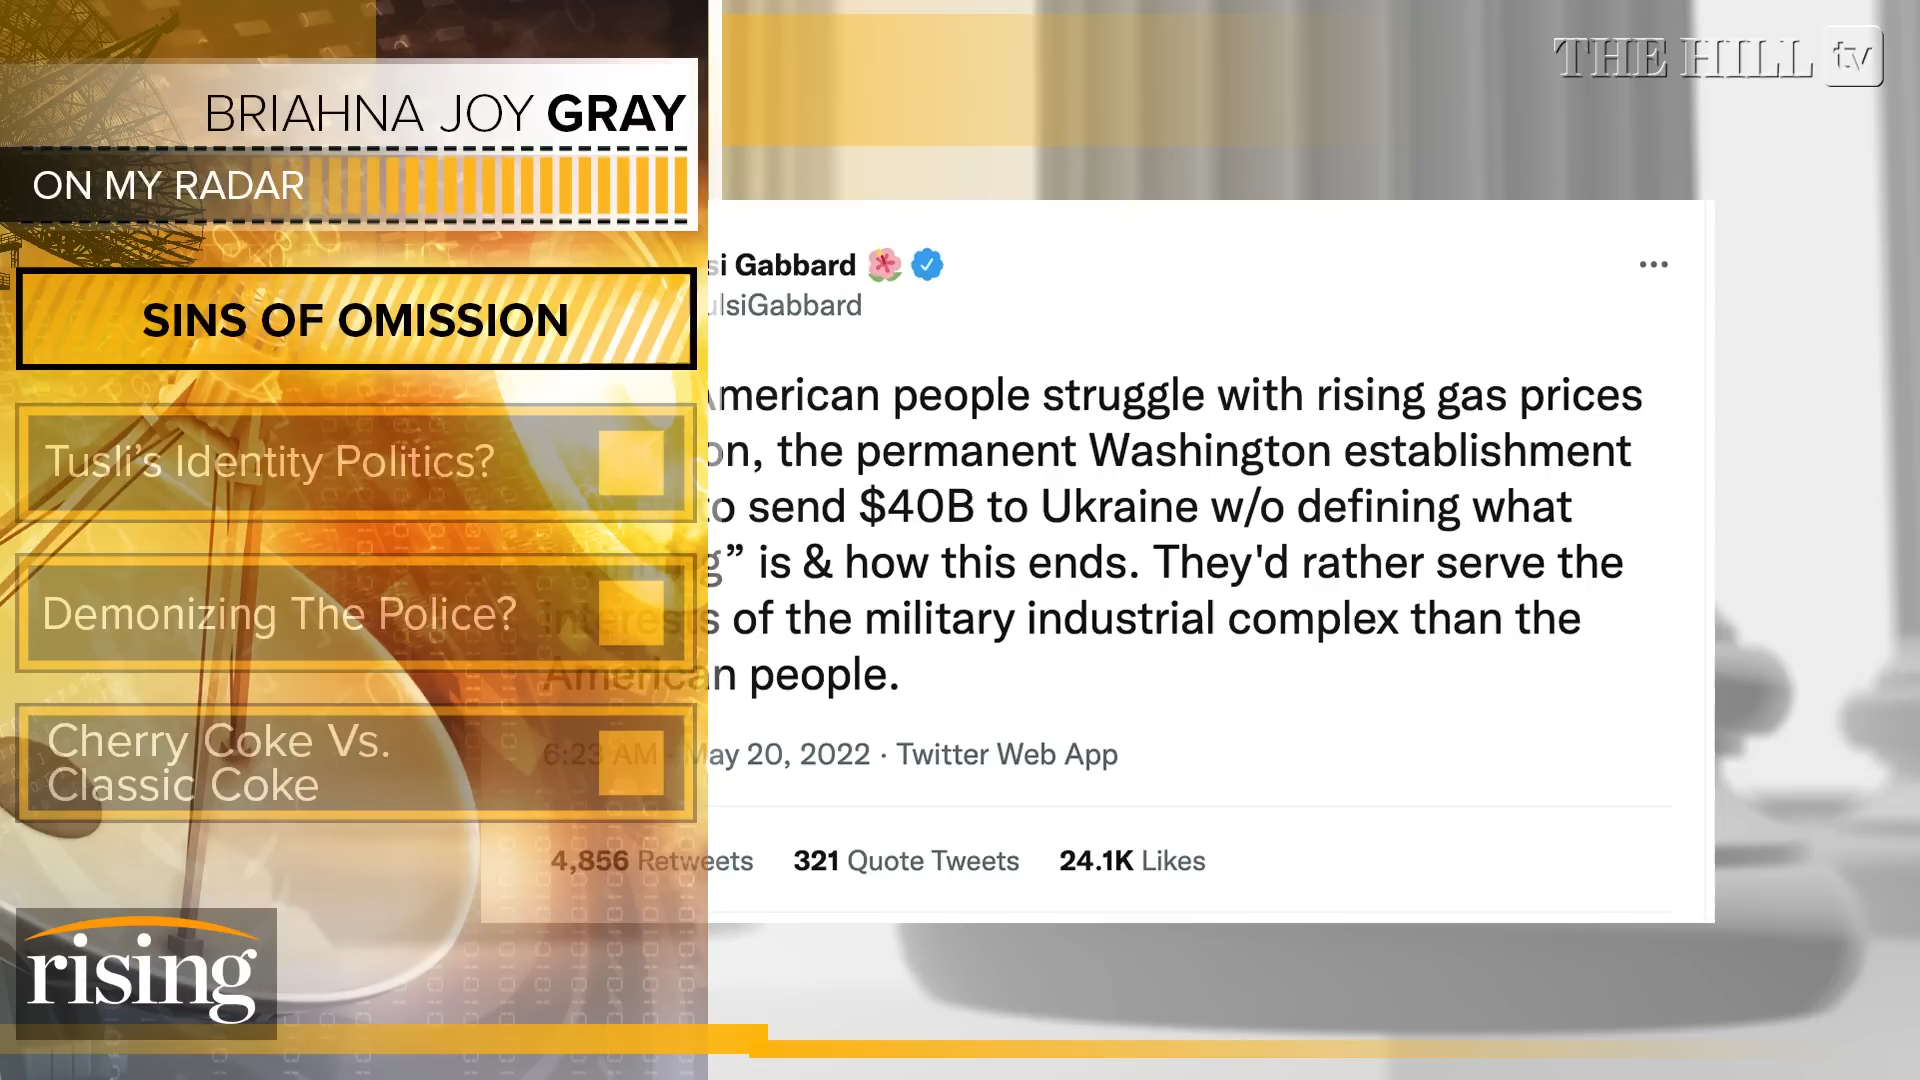 BRIAHNA JOY GRAY
ON MY RADAR
SINS OF OMISSION
Tusli's Identity Politics?
Demonizing The Police?
Cherry Coke Vs.
Classic Coke
rising
THE HILL tv
si Gabbard
ulsiGabbard
American people struggle with rising gas prices
on, the permanent Washington establishment
to send $40B to Ukraine w/o defining what
g” is & how this ends. They'd rather serve the
interests of the military industrial complex than the
American people.
6:23 AM · May 20, 2022 · Twitter Web App
4,856 Retweets 321 Quote Tweets 24.1K Likes